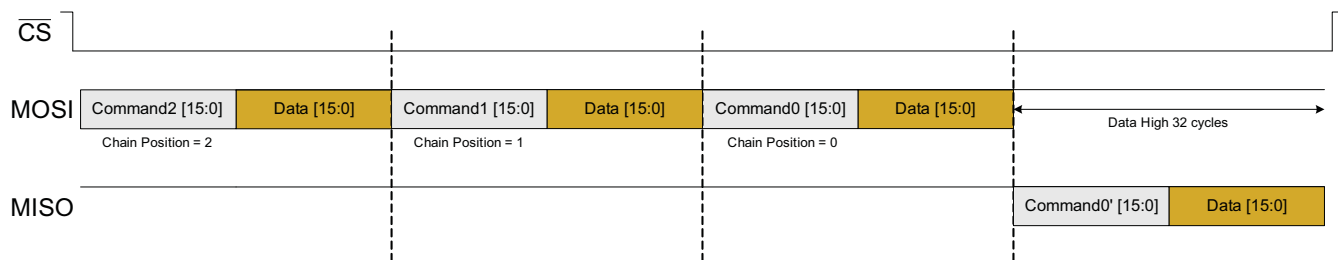 CS
MOSI Command2 [15:0] Data [15:0] Command1 [15:0] Data [15:0] Command0 [15:0] Data [15:0]
Data High 32 cycles
Chain Position = 2 Chain Position = 1 Chain Position = 0
MISO Command0' [15:0] Data [15:0]